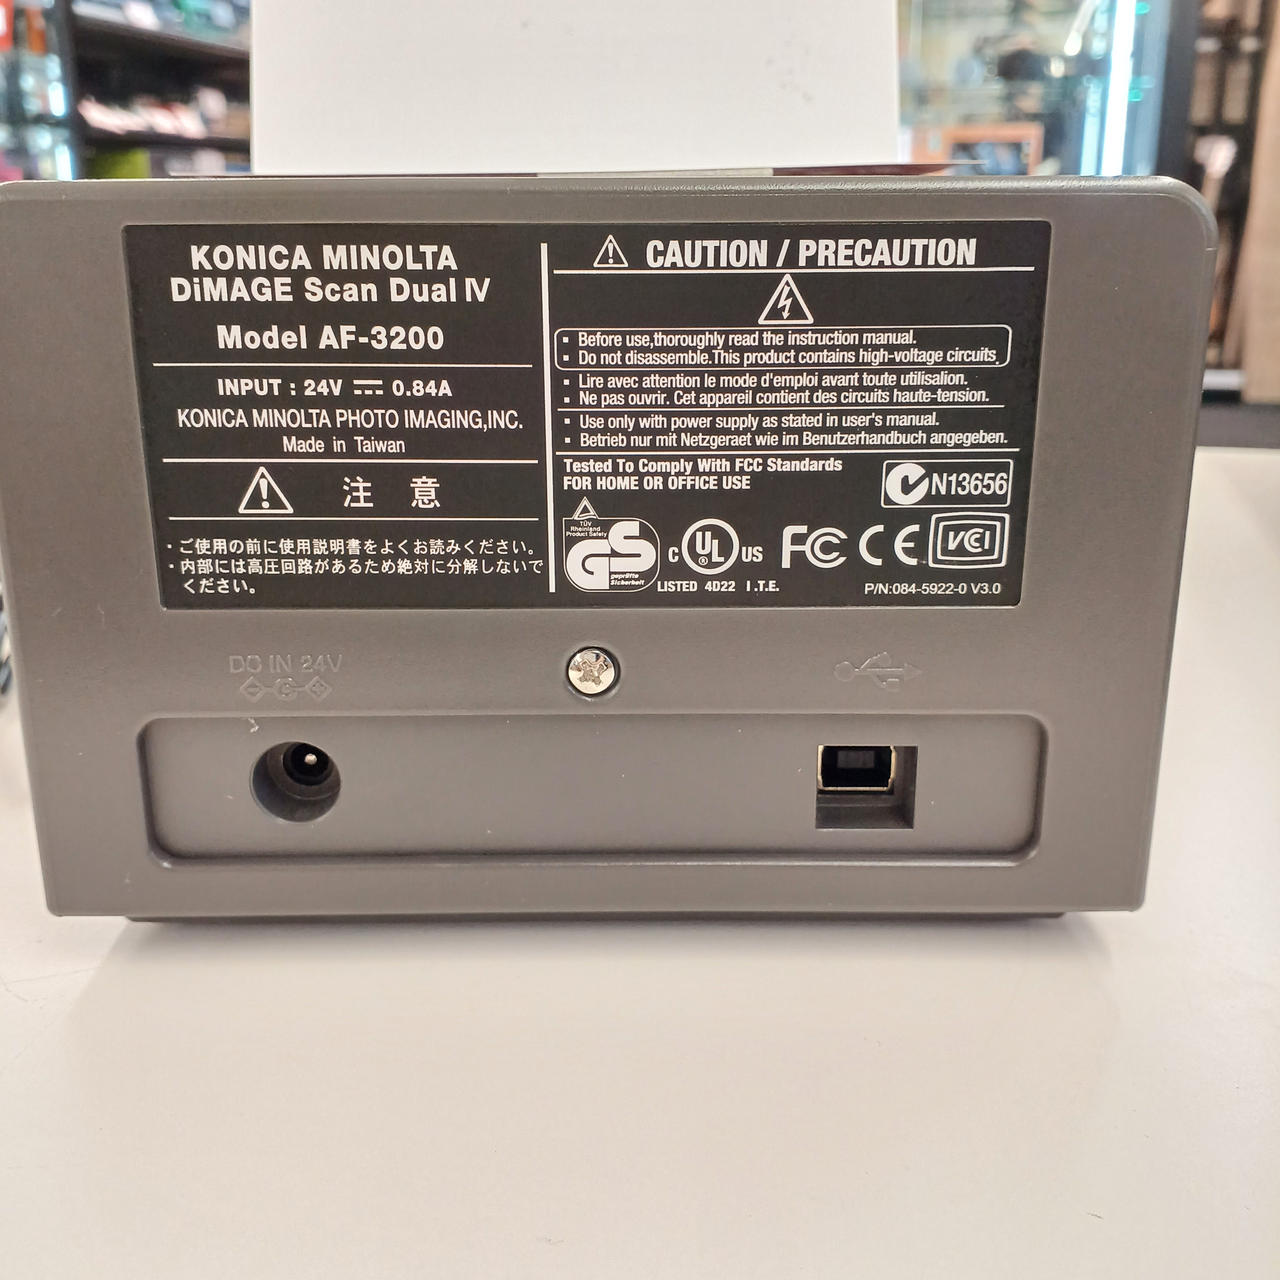 KONICA MINOLTA
DiMAGE Scan Dual IV
Model AF-3200
INPUT : 24V ⎓ 0.84A
KONICA MINOLTA PHOTO IMAGING,INC.
Made in Taiwan
注 意
・ご使用の前に使用説明書をよくお読みください。
・内部には高圧回路があるため絶対に分解しないで
ください。
CAUTION / PRECAUTION
• Before use,thoroughly read the instruction manual.
• Do not disassemble.This product contains high-voltage circuits.
• Lire avec attention le mode d'emploi avant toute utilisalion.
• Ne pas ouvrir. Cet appareil contient des circuits haute-tension.
• Use only with power supply as stated in user's manual.
• Betrieb nur mit Netzgeraet wie im Benutzerhandbuch angegeben.
Tested To Comply With FCC Standards
FOR HOME OR OFFICE USE
N13656
TÜV
Rheinland
Product Safety
GS
geprüfte
Sicherheit
C UL® US
LISTED 4D22 I.T.E.
FC CE VCI
P/N:084-5922-0 V3.0
DC IN 24V